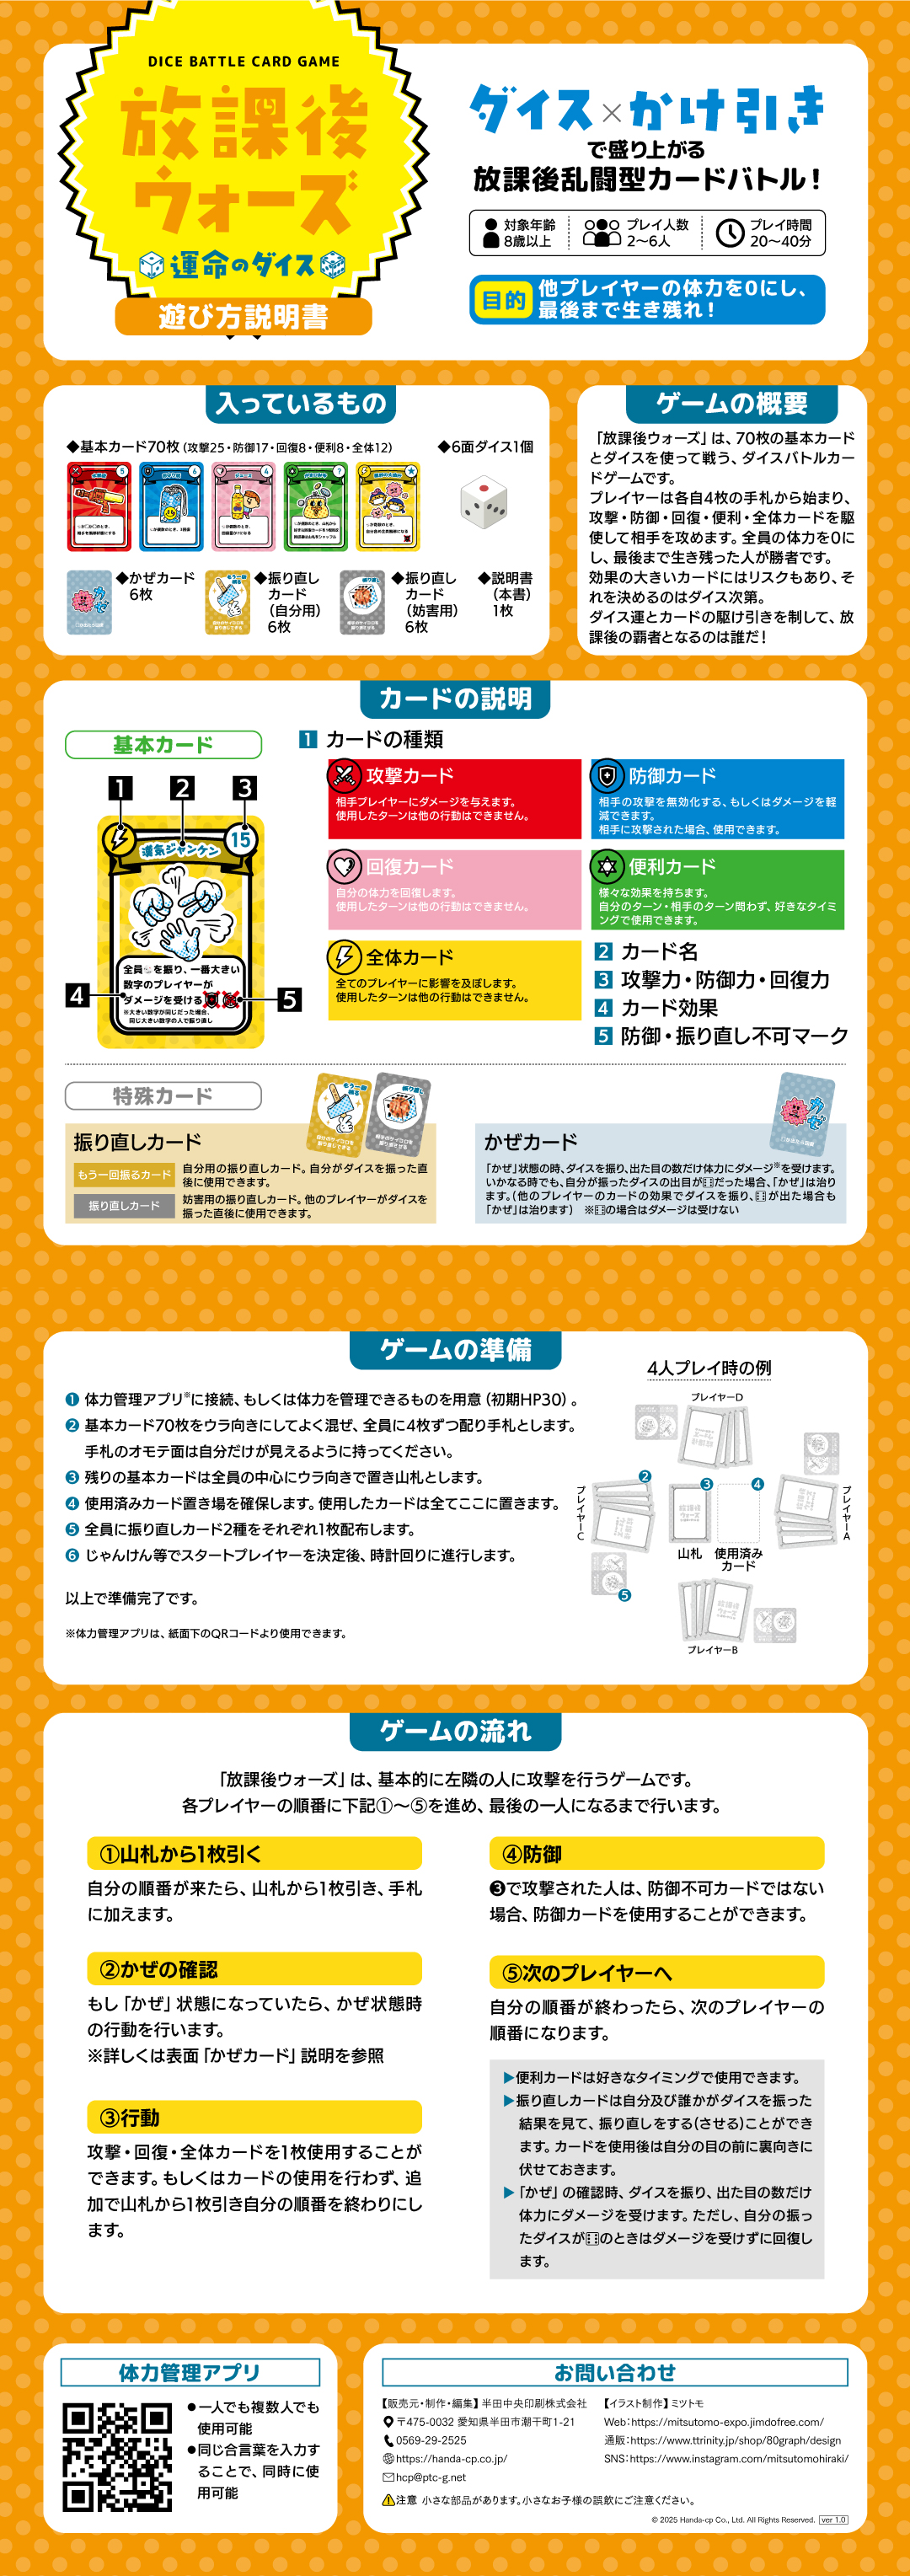 DICE BATTLE CARD GAME
放課後
ウォーズ
運命のダイス
遊び方説明書
ダイス×かけ引き
で盛り上がる
放課後乱闘型カードバトル！
対象年齢
8歳以上
プレイ人数
2〜6人
プレイ時間
20〜40分
目的
他プレイヤーの体力を0にし、
最後まで生き残れ！
入っているもの
◆基本カード70枚（攻撃25・防御17・回復8・便利8・全体12）
◆6面ダイス1個
◆かぜカード
6枚
◆振り直し
カード
（自分用）
6枚
◆振り直し
カード
（妨害用）
6枚
◆説明書
（本書）
1枚
ゲームの概要
「放課後ウォーズ」は、70枚の基本カード
とダイスを使って戦う、ダイスバトルカー
ドゲームです。
プレイヤーは各自4枚の手札から始まり、
攻撃・防御・回復・便利・全体カードを駆
使して相手を攻めます。全員の体力を0に
し、最後まで生き残った人が勝者です。
効果の大きいカードにはリスクもあり、そ
れを決めるのはダイス次第。
ダイス運とカードの駆け引きを制して、放
課後の覇者となるのは誰だ！
カードの説明
基本カード
1
2
3
15
漢気ジャンケン
全員を振り、一番大きい
数字のプレイヤーが
ダメージを受ける
※大きい数字が同じだった場合、
同じ大きい数字の人で振り直し
4
5
1 カードの種類
攻撃カード
相手プレイヤーにダメージを与えます。
使用したターンは他の行動はできません。
防御カード
相手の攻撃を無効化する、もしくはダメージを軽
減できます。
相手に攻撃された場合、使用できます。
回復カード
自分の体力を回復します。
使用したターンは他の行動はできません。
便利カード
様々な効果を持ちます。
自分のターン・相手のターン問わず、好きなタイミ
ングで使用できます。
全体カード
全てのプレイヤーに影響を及ぼします。
使用したターンは他の行動はできません。
2 カード名
3 攻撃力・防御力・回復力
4 カード効果
5 防御・振り直し不可マーク
特殊カード
もう一回
振る
振り直し
かぜ
振り直しカード
もう一回振るカード
自分用の振り直しカード。自分がダイスを振った直
後に使用できます。
振り直しカード
妨害用の振り直しカード。他のプレイヤーがダイスを
振った直後に使用できます。
かぜカード
「かぜ」状態の時、ダイスを振り、出た目の数だけ体力にダメージ※を受けます。
いかなる時でも、自分が振ったダイスの出目が⚅だった場合、「かぜ」は治り
ます。（他のプレイヤーのカードの効果でダイスを振り、⚅が出た場合も
「かぜ」は治ります） ※⚅の場合はダメージは受けない
ゲームの準備
❶ 体力管理アプリ※に接続、もしくは体力を管理できるものを用意（初期HP30）。
❷ 基本カード70枚をウラ向きにしてよく混ぜ、全員に4枚ずつ配り手札とします。
手札のオモテ面は自分だけが見えるように持ってください。
❸ 残りの基本カードは全員の中心にウラ向きで置き山札とします。
❹ 使用済みカード置き場を確保します。使用したカードは全てここに置きます。
❺ 全員に振り直しカード2種をそれぞれ1枚配布します。
❻ じゃんけん等でスタートプレイヤーを決定後、時計回りに進行します。
以上で準備完了です。
※体力管理アプリは、紙面下のQRコードより使用できます。
4人プレイ時の例
プレイヤーD
プレイヤーC
プレイヤーA
❷
❸
❹
山札
使用済み
カード
❺
プレイヤーB
ゲームの流れ
「放課後ウォーズ」は、基本的に左隣の人に攻撃を行うゲームです。
各プレイヤーの順番に下記①〜⑤を進め、最後の一人になるまで行います。
①山札から1枚引く
自分の順番が来たら、山札から1枚引き、手札
に加えます。
②かぜの確認
もし「かぜ」状態になっていたら、かぜ状態時
の行動を行います。
※詳しくは表面「かぜカード」説明を参照
③行動
攻撃・回復・全体カードを1枚使用することが
できます。もしくはカードの使用を行わず、追
加で山札から1枚引き自分の順番を終わりにし
ます。
④防御
❸で攻撃された人は、防御不可カードではない
場合、防御カードを使用することができます。
⑤次のプレイヤーへ
自分の順番が終わったら、次のプレイヤーの
順番になります。
▶便利カードは好きなタイミングで使用できます。
▶振り直しカードは自分及び誰かがダイスを振った
結果を見て、振り直しをする（させる）ことができ
ます。カードを使用後は自分の目の前に裏向きに
伏せておきます。
▶「かぜ」の確認時、ダイスを振り、出た目の数だけ
体力にダメージを受けます。ただし、自分の振っ
たダイスが⚅のときはダメージを受けずに回復し
ます。
体力管理アプリ
●一人でも複数人でも
使用可能
●同じ合言葉を入力す
ることで、同時に使
用可能
お問い合わせ
【販売元・制作・編集】半田中央印刷株式会社
〒475-0032 愛知県半田市潮干町1-21
0569-29-2525
https://handa-cp.co.jp/
hcp@ptc-g.net
【イラスト制作】ミツトモ
Web：https://mitsutomo-expo.jimdofree.com/
通販：https://www.ttrinity.jp/shop/80graph/design
SNS：https://www.instagram.com/mitsutomohiraki/
注意 小さな部品があります。小さなお子様の誤飲にご注意ください。
© 2025 Handa-cp Co., Ltd. All Rights Reserved. ver 1.0